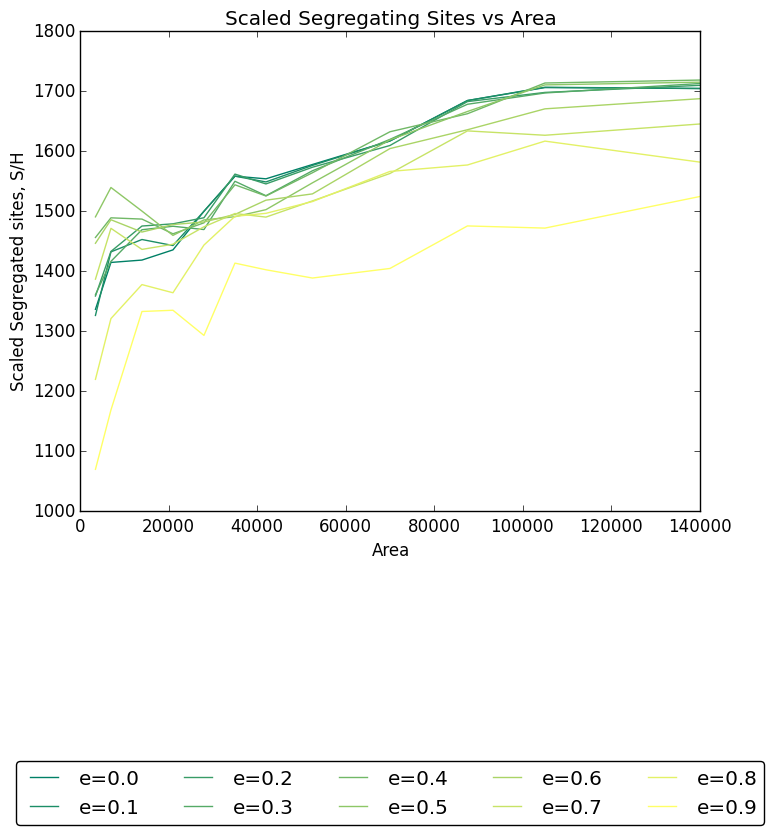 Scaled Segregating Sites vs Area
1800
1700
1600
1500
1400
1300
1200
1100
1000
Scaled Segregated sites, S/H
0 20000 40000 60000 80000 100000 120000 140000
Area
e=0.0 e=0.2 e=0.4 e=0.6 e=0.8
e=0.1 e=0.3 e=0.5 e=0.7 e=0.9